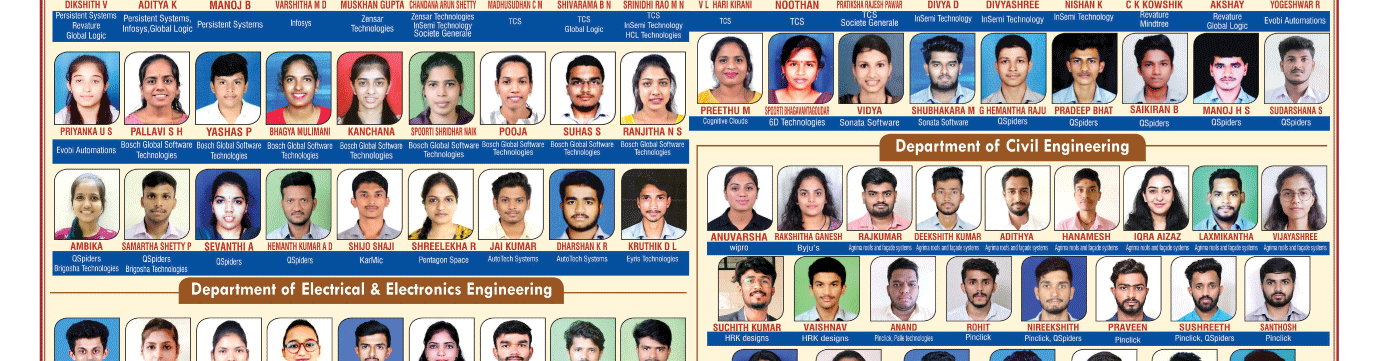 DIKSHITH V ADITYA K MANOJ B VARSHITHA M D MUSKHAN GUPTA CHANDANA ARUN SHETTY MADHUSUDHAN C M SHIVARAMA B N SRINIDHI RAO M N
Persistent Systems Persistent Systems, Persistent Systems Infosys Zensar Zensar Technologies TCS TCS TCS
Revature Infosys,Global Logic Technologies InSemi Technology Global Logic InSemi Technology
Global Logic Societe Generale HCL Technologies
PRIYANKA U S PALLAVI S H YASHAS P BHAGYA MULIMANI KANCHANA SPOORTI SHRIDHAR NAIK POOJA SUHAS S RANJITHA N S
Evobi Automations Bosch Global Software Bosch Global Software Bosch Global Software Bosch Global Software Bosch Global Software Bosch Global Software Bosch Global Software Bosch Global Software
Technologies Technologies Technologies Technologies Technologies Technologies Technologies Technologies
AMBIKA SAMARTHA SHETTY P SEVANTHI A HEMANTH KUMAR A D SHIJO SHAJI SHREELEKHA R JAI KUMAR DHARSHAN K R KRUTHIK D L
QSpiders QSpiders QSpiders QSpiders KarMic Pentagon Space AutoTech Systems AutoTech Systems Eyris Technologies
Brigosha Technologies Brigosha Technologies
Department of Electrical & Electronics Engineering
V L HARI KIRANI NOOTHAN PRATIKSHA RAJESH PAWAR DIVYA D DIVYASHREE NISHAN K C K KOWSHIK AKSHAY YOGESHWAR R
TCS TCS TCS InSemi Technology InSemi Technology InSemi Technology Revature Revature Evobi Automations
Societe Generale Mindtree Global Logic
PREETHU M SPOORTI BHAGAVANTAGOUDAR VIDYA SHUBHAKARA M G HEMANTHA RAJU PRADEEP BHAT SAIKIRAN B MANOJ H S SUDARSHANA S
Cognitive Clouds 6D Technologies Sonata Software Sonata Software QSpiders QSpiders QSpiders QSpiders QSpiders
Department of Civil Engineering
ANUVARSHA RAKSHITHA GANESH RAJKUMAR DEEKSHITH KUMAR ADITHYA HANAMESH IQRA AIZAZ LAXMIKANTHA VIJAYASHREE
wipro Byju's Agrima roofs and façade systems Agrima roofs and façade systems Agrima roofs and façade systems Agrima roofs and façade systems Agrima roofs and façade systems Agrima roofs and façade systems Agrima roofs and façade systems
SUCHITH KUMAR VAISHNAV ANAND ROHIT NIREEKSHITH PRAVEEN SUSHREETH SANTHOSH
HRK designs HRK designs Pinclick, Palle technologies Pinclick Pinclick, QSpiders Pinclick Pinclick, QSpiders Pinclick